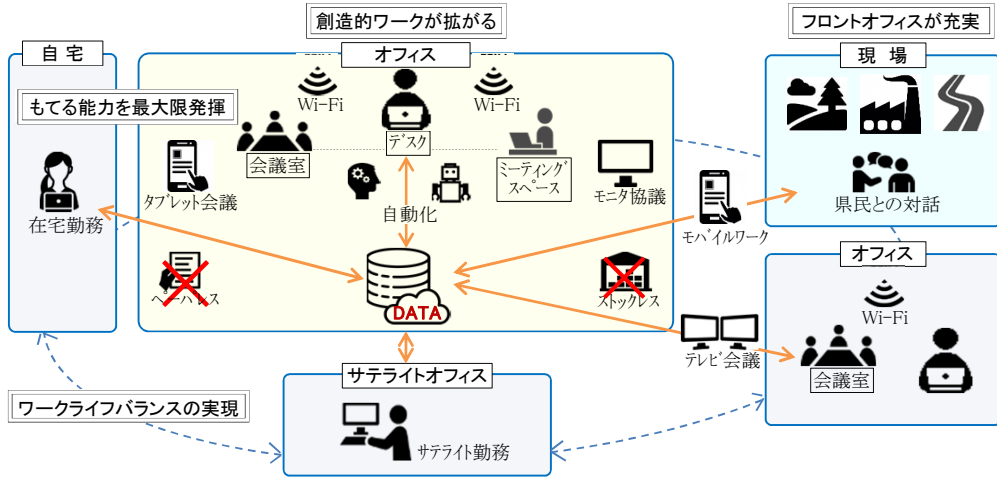 創造的ワークが拡がる
フロントオフィスが充実
自 宅
オフィス
現 場
もてる能力を最大限発揮
Wi-Fi
Wi-Fi
デスク
会議室
ミーティング
スペース
タブレット会議
モニタ協議
自動化
在宅勤務
県民との対話
モバイルワーク
ペーパレス
ストックレス
DATA
オフィス
Wi-Fi
テレビ会議
会議室
サテライトオフィス
ワークライフバランスの実現
サテライト勤務